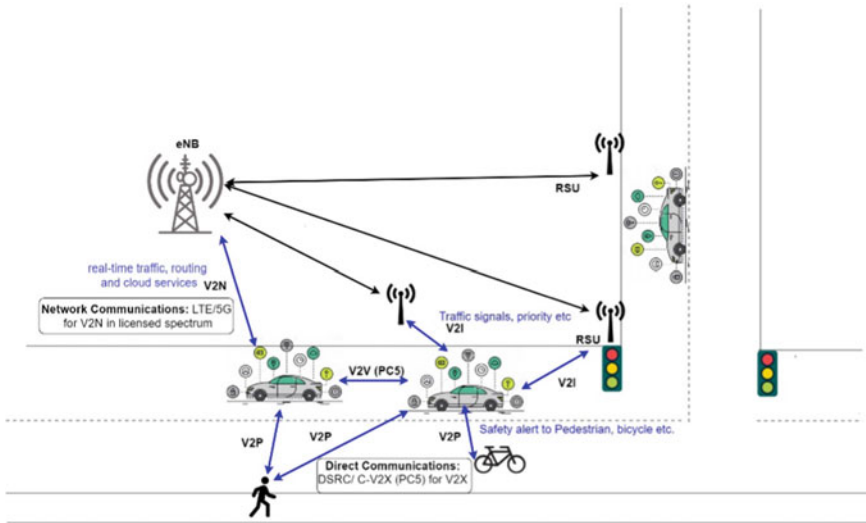 eNB
RSU
real-time traffic, routing
and cloud services
V2N
Network Communications: LTE/5G
for V2N in licensed spectrum
Traffic signals, priority etc
V2I
RSU
V2V (PC5)
V2I
V2P
V2P
V2P
Safety alert to Pedestrian, bicycle etc.
Direct Communications:
DSRC/ C-V2X (PC5) for V2X